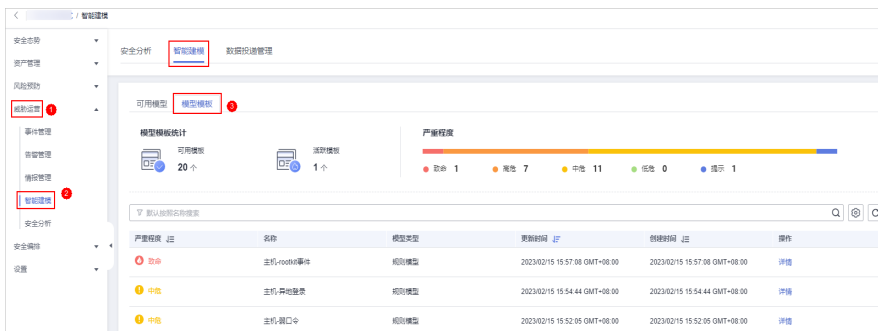 / 智能建模
安全态势
资产管理
风险预防
威胁运营 1
事件管理
告警管理
情报管理
智能建模 2
安全分析
安全编排
设置
安全分析 智能建模 数据投递管理
可用模型 模型模板 3
模型模板统计
可用模板
20 个
活跃模板
1 个
严重程度
致命 1 高危 7 中危 11 低危 0 提示 1
默认按照名称搜索
严重程度 名称 模型类型 更新时间 创建时间 操作
致命 主机-rootkit事件 规则模型 2023/02/15 15:57:08 GMT+08:00 2023/02/15 15:57:08 GMT+08:00 详情
中危 主机-异地登录 规则模型 2023/02/15 15:54:44 GMT+08:00 2023/02/15 15:54:44 GMT+08:00 详情
中危 主机-弱口令 规则模型 2023/02/15 15:52:05 GMT+08:00 2023/02/15 15:52:05 GMT+08:00 详情